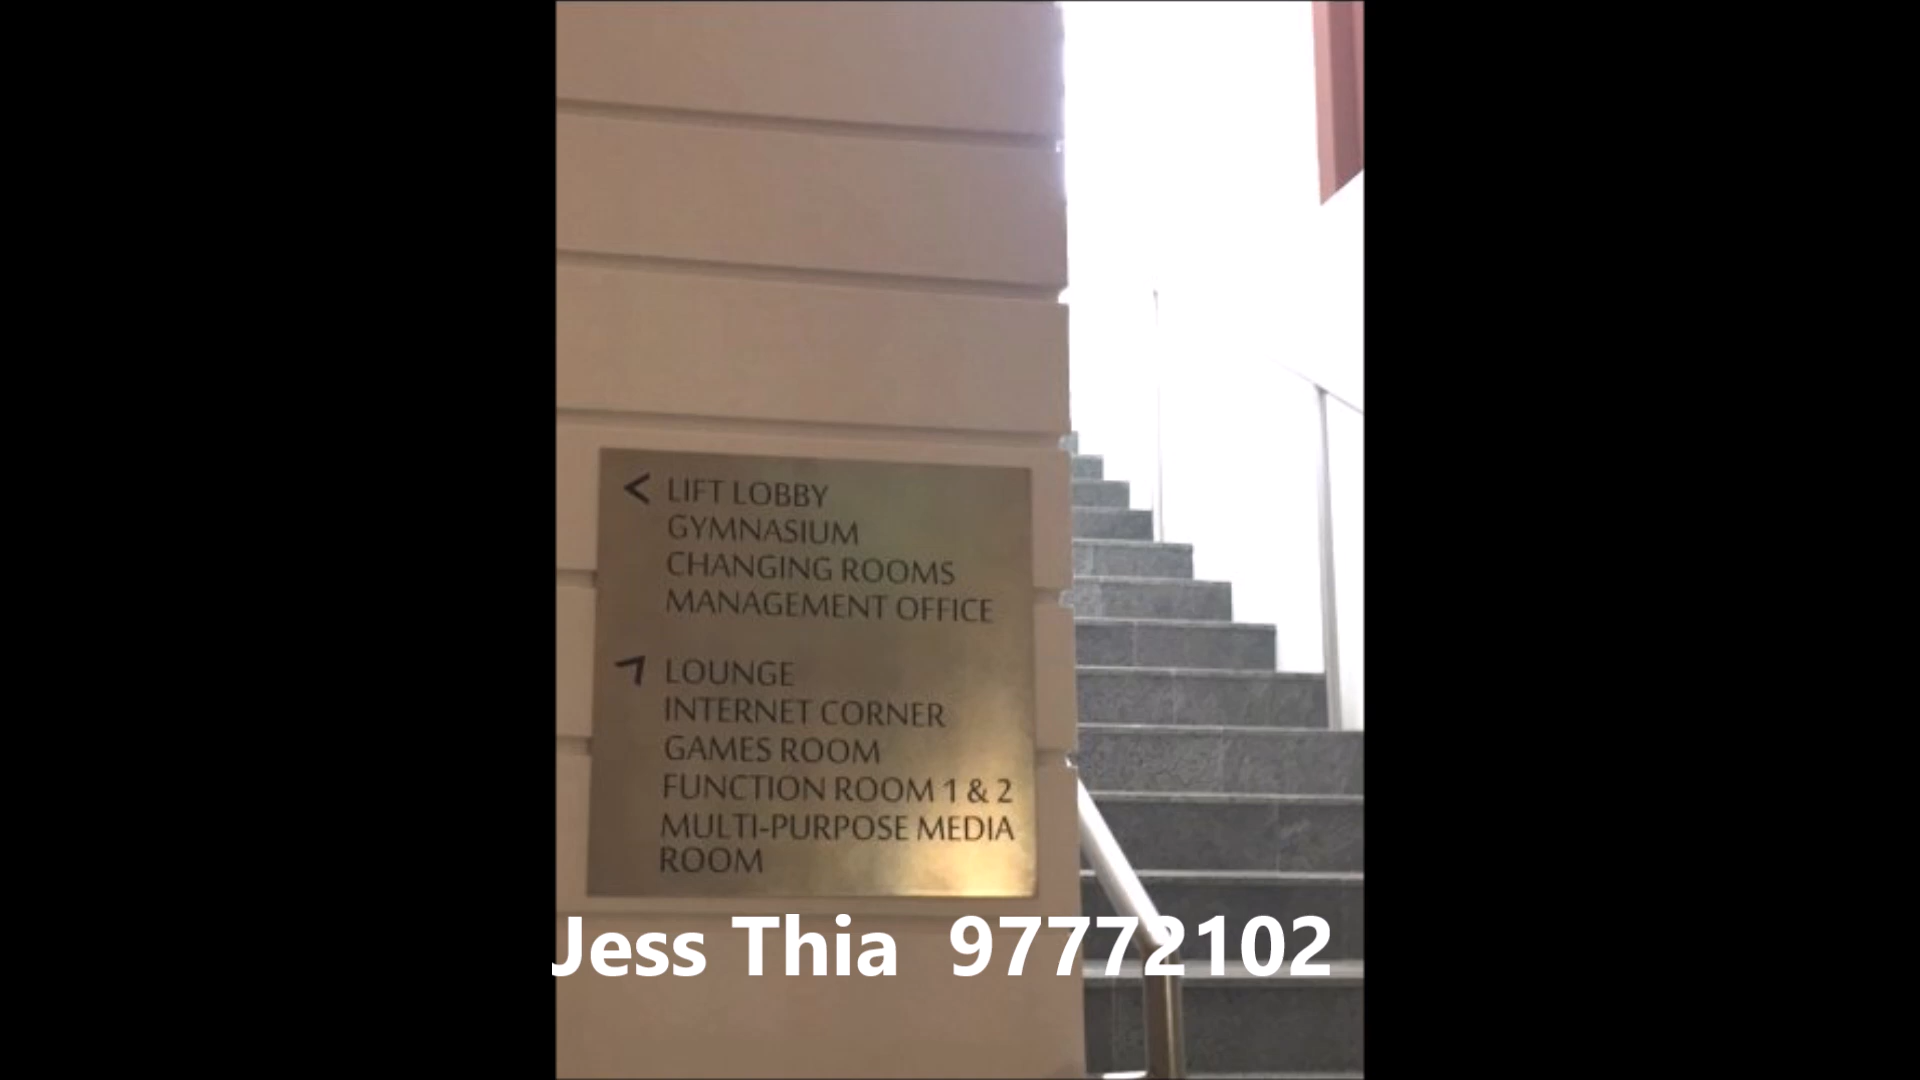 < LIFT LOBBY
GYMNASIUM
CHANGING ROOMS
MANAGEMENT OFFICE
LOUNGE
INTERNET CORNER
GAMES ROOM
FUNCTION ROOM 1 & 2
MULTI-PURPOSE MEDIA
ROOM
Jess Thia 97772102